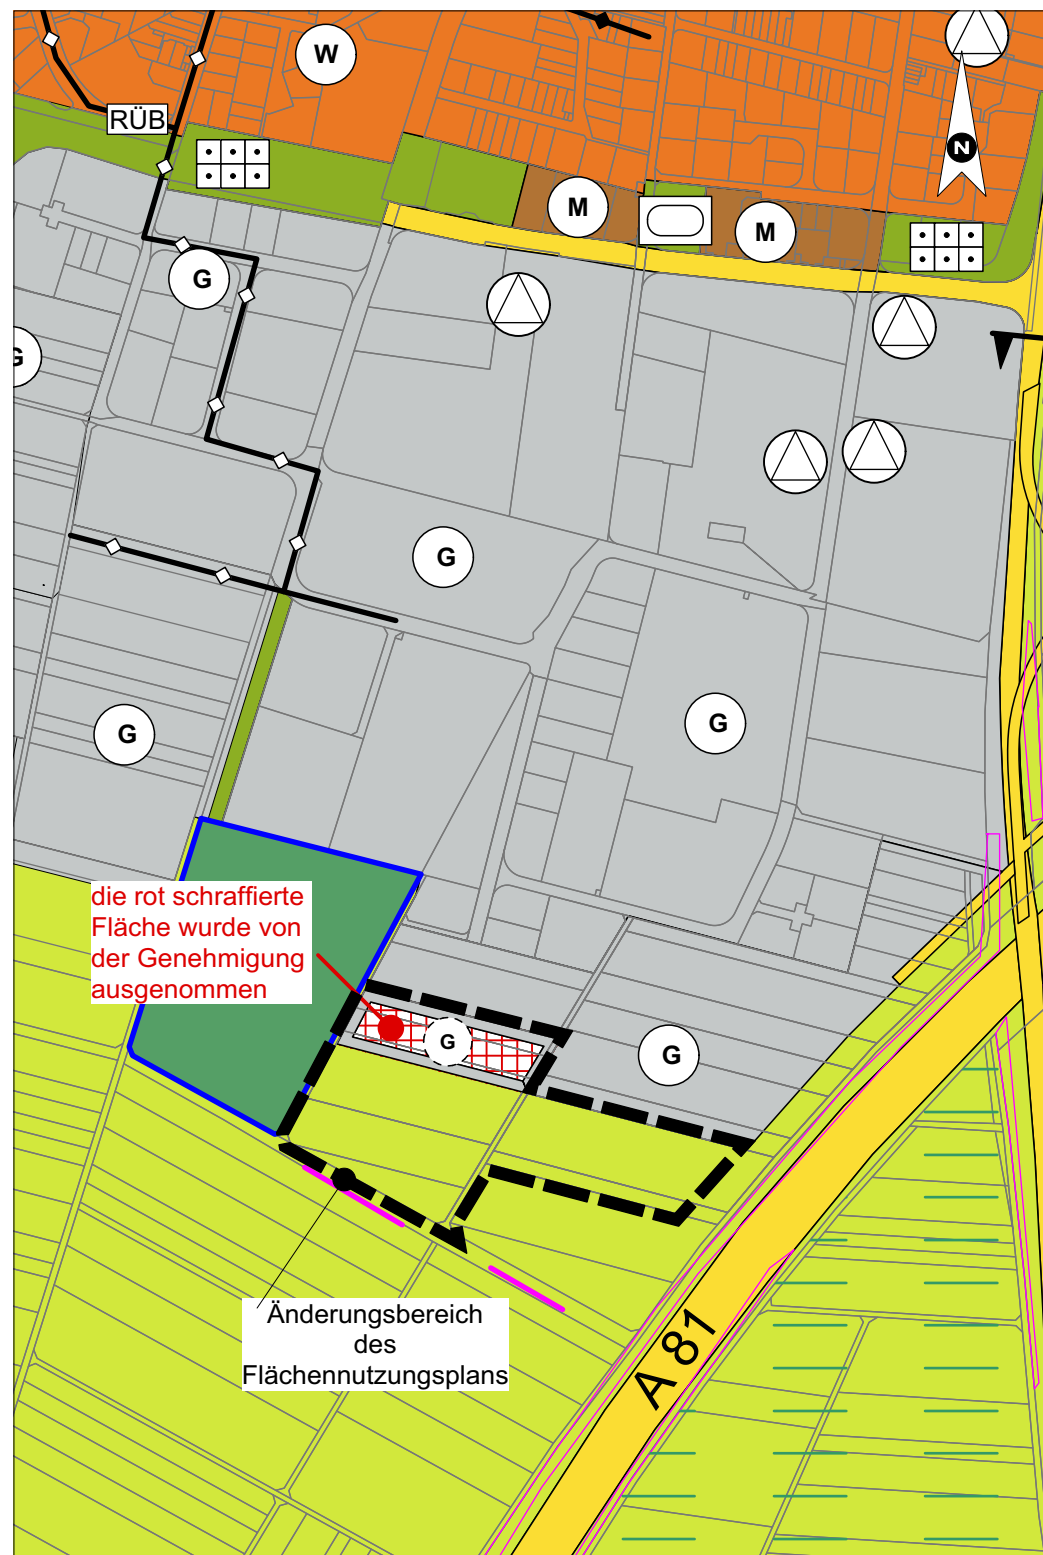 W
RÜB
N
M
M
G
G
G
G
G
die rot schraffierte
Fläche wurde von
der Genehmigung
ausgenommen
G
G
Änderungsbereich
des
Flächennutzungsplans
A 81